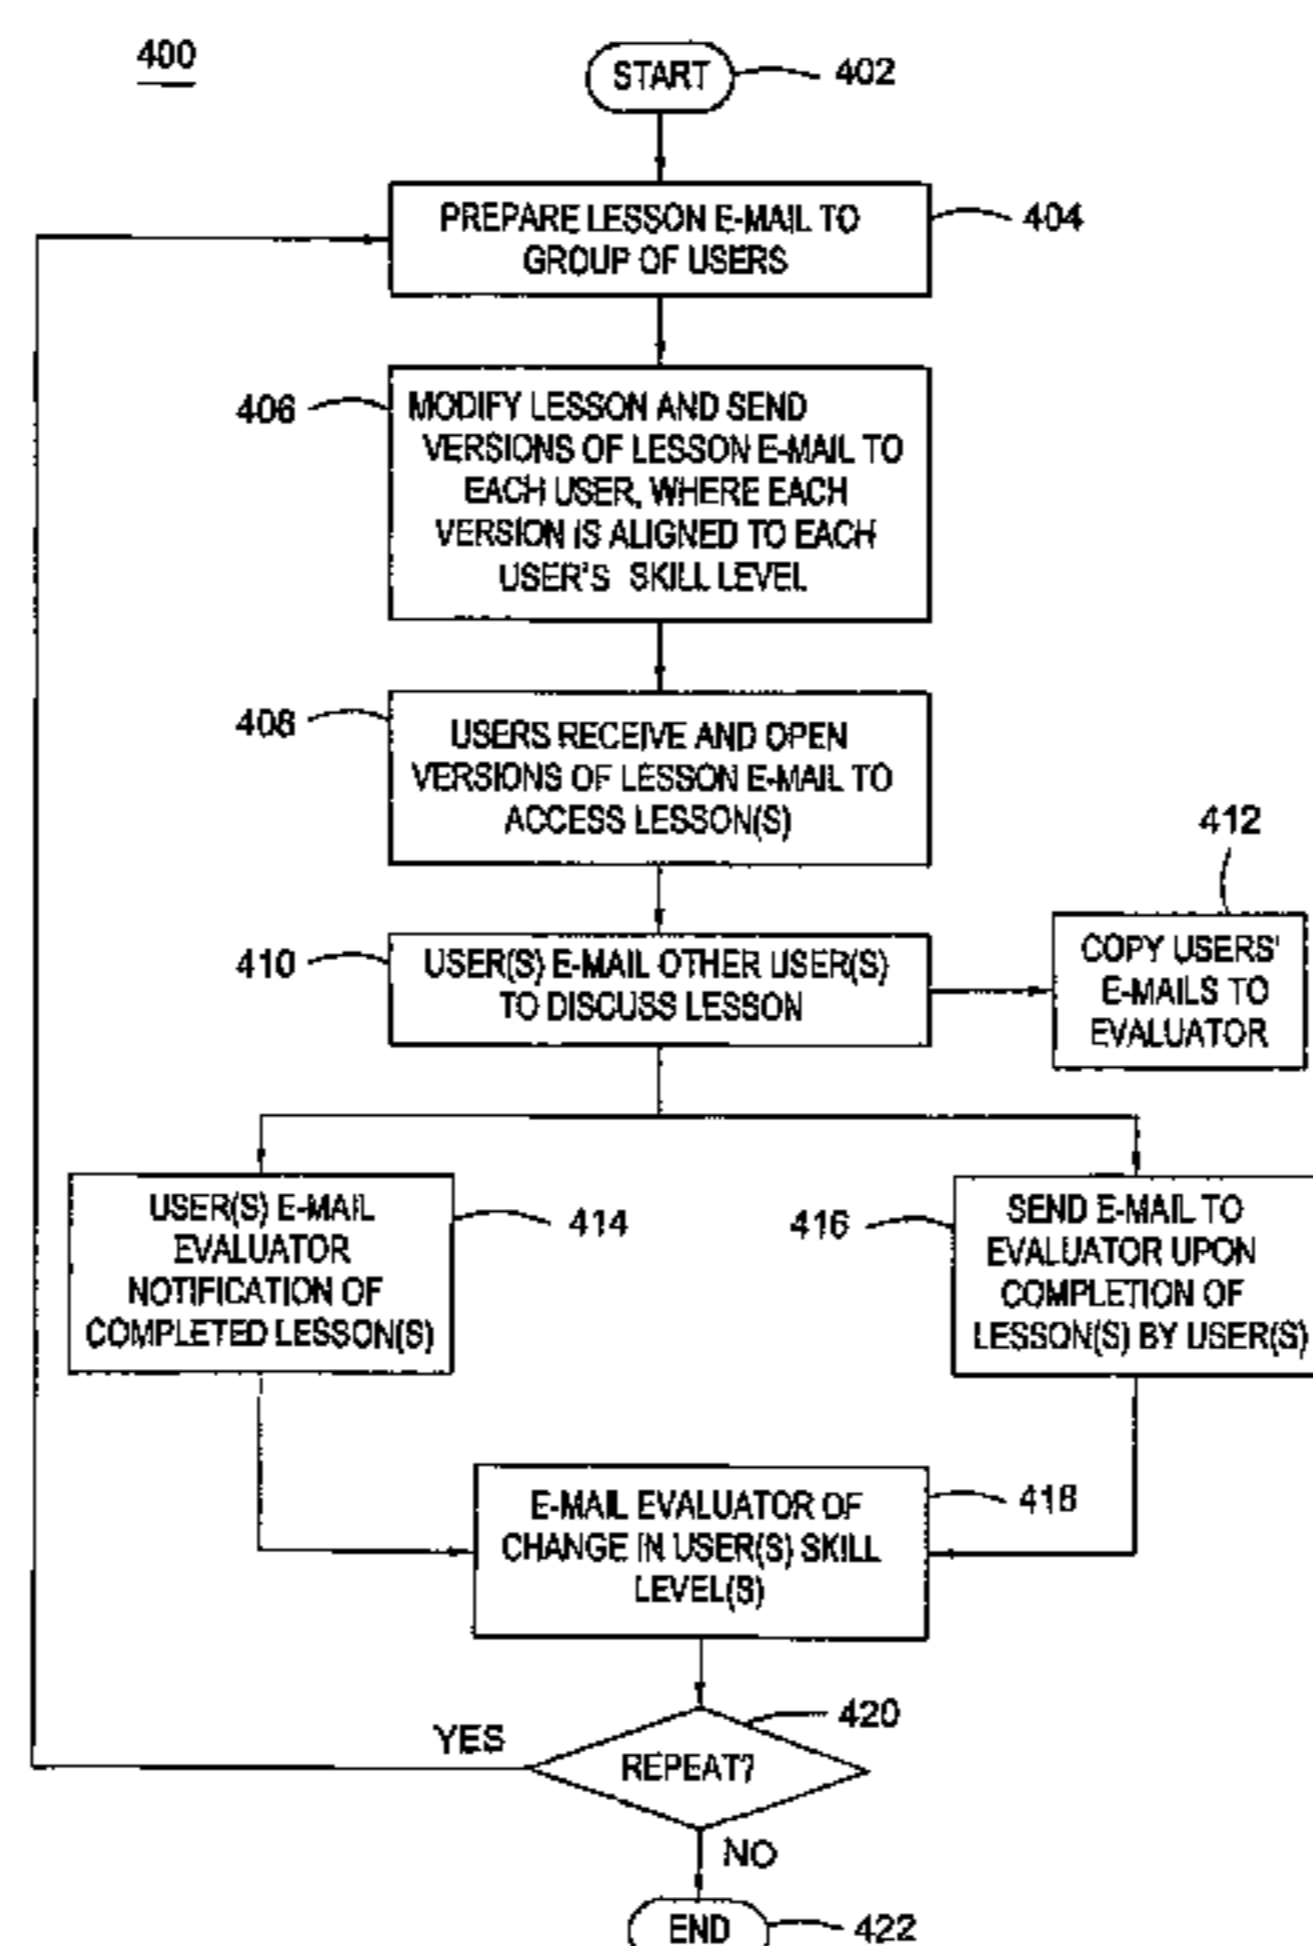 400
START
402
PREPARE LESSON E-MAIL TO
GROUP OF USERS
404
406
MODIFY LESSON AND SEND
VERSIONS OF LESSON E-MAIL TO
EACH USER, WHERE EACH
VERSION IS ALIGNED TO EACH
USER'S SKILL LEVEL
408
USERS RECEIVE AND OPEN
VERSIONS OF LESSON E-MAIL TO
ACCESS LESSON(S)
410
USER(S) E-MAIL OTHER USER(S)
TO DISCUSS LESSON
412
COPY USERS'
E-MAILS TO
EVALUATOR
USER(S) E-MAIL
EVALUATOR
NOTIFICATION OF
COMPLETED LESSON(S)
414
416
SEND E-MAIL TO
EVALUATOR UPON
COMPLETION OF
LESSON(S) BY USER(S)
E-MAIL EVALUATOR OF
CHANGE IN USER(S) SKILL
LEVEL(S)
418
420
YES
REPEAT?
NO
END
422